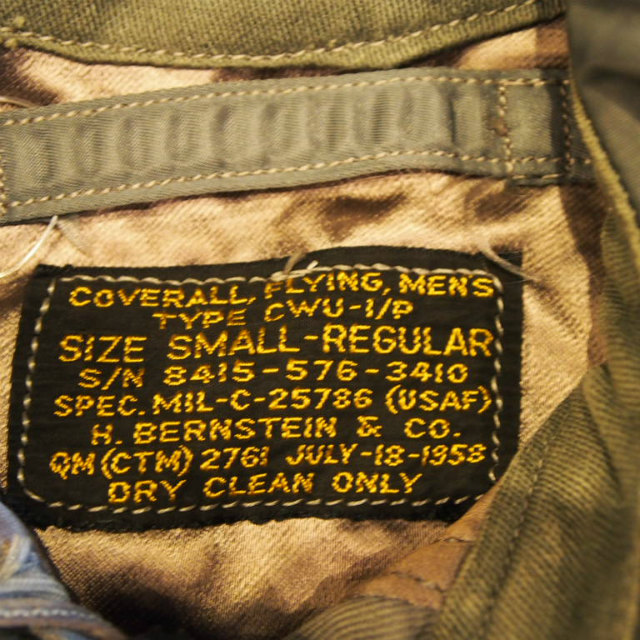 COVERALL, FLYING, MENS
TYPE CWU-1/P
SIZE SMALL-REGULAR
S/N 8415-576-3410
SPEC. MIL-C-25786 (USAF)
H. BERNSTEIN & CO.
QM (CTM) 2761 JULY-18-1958
DRY CLEAN ONLY